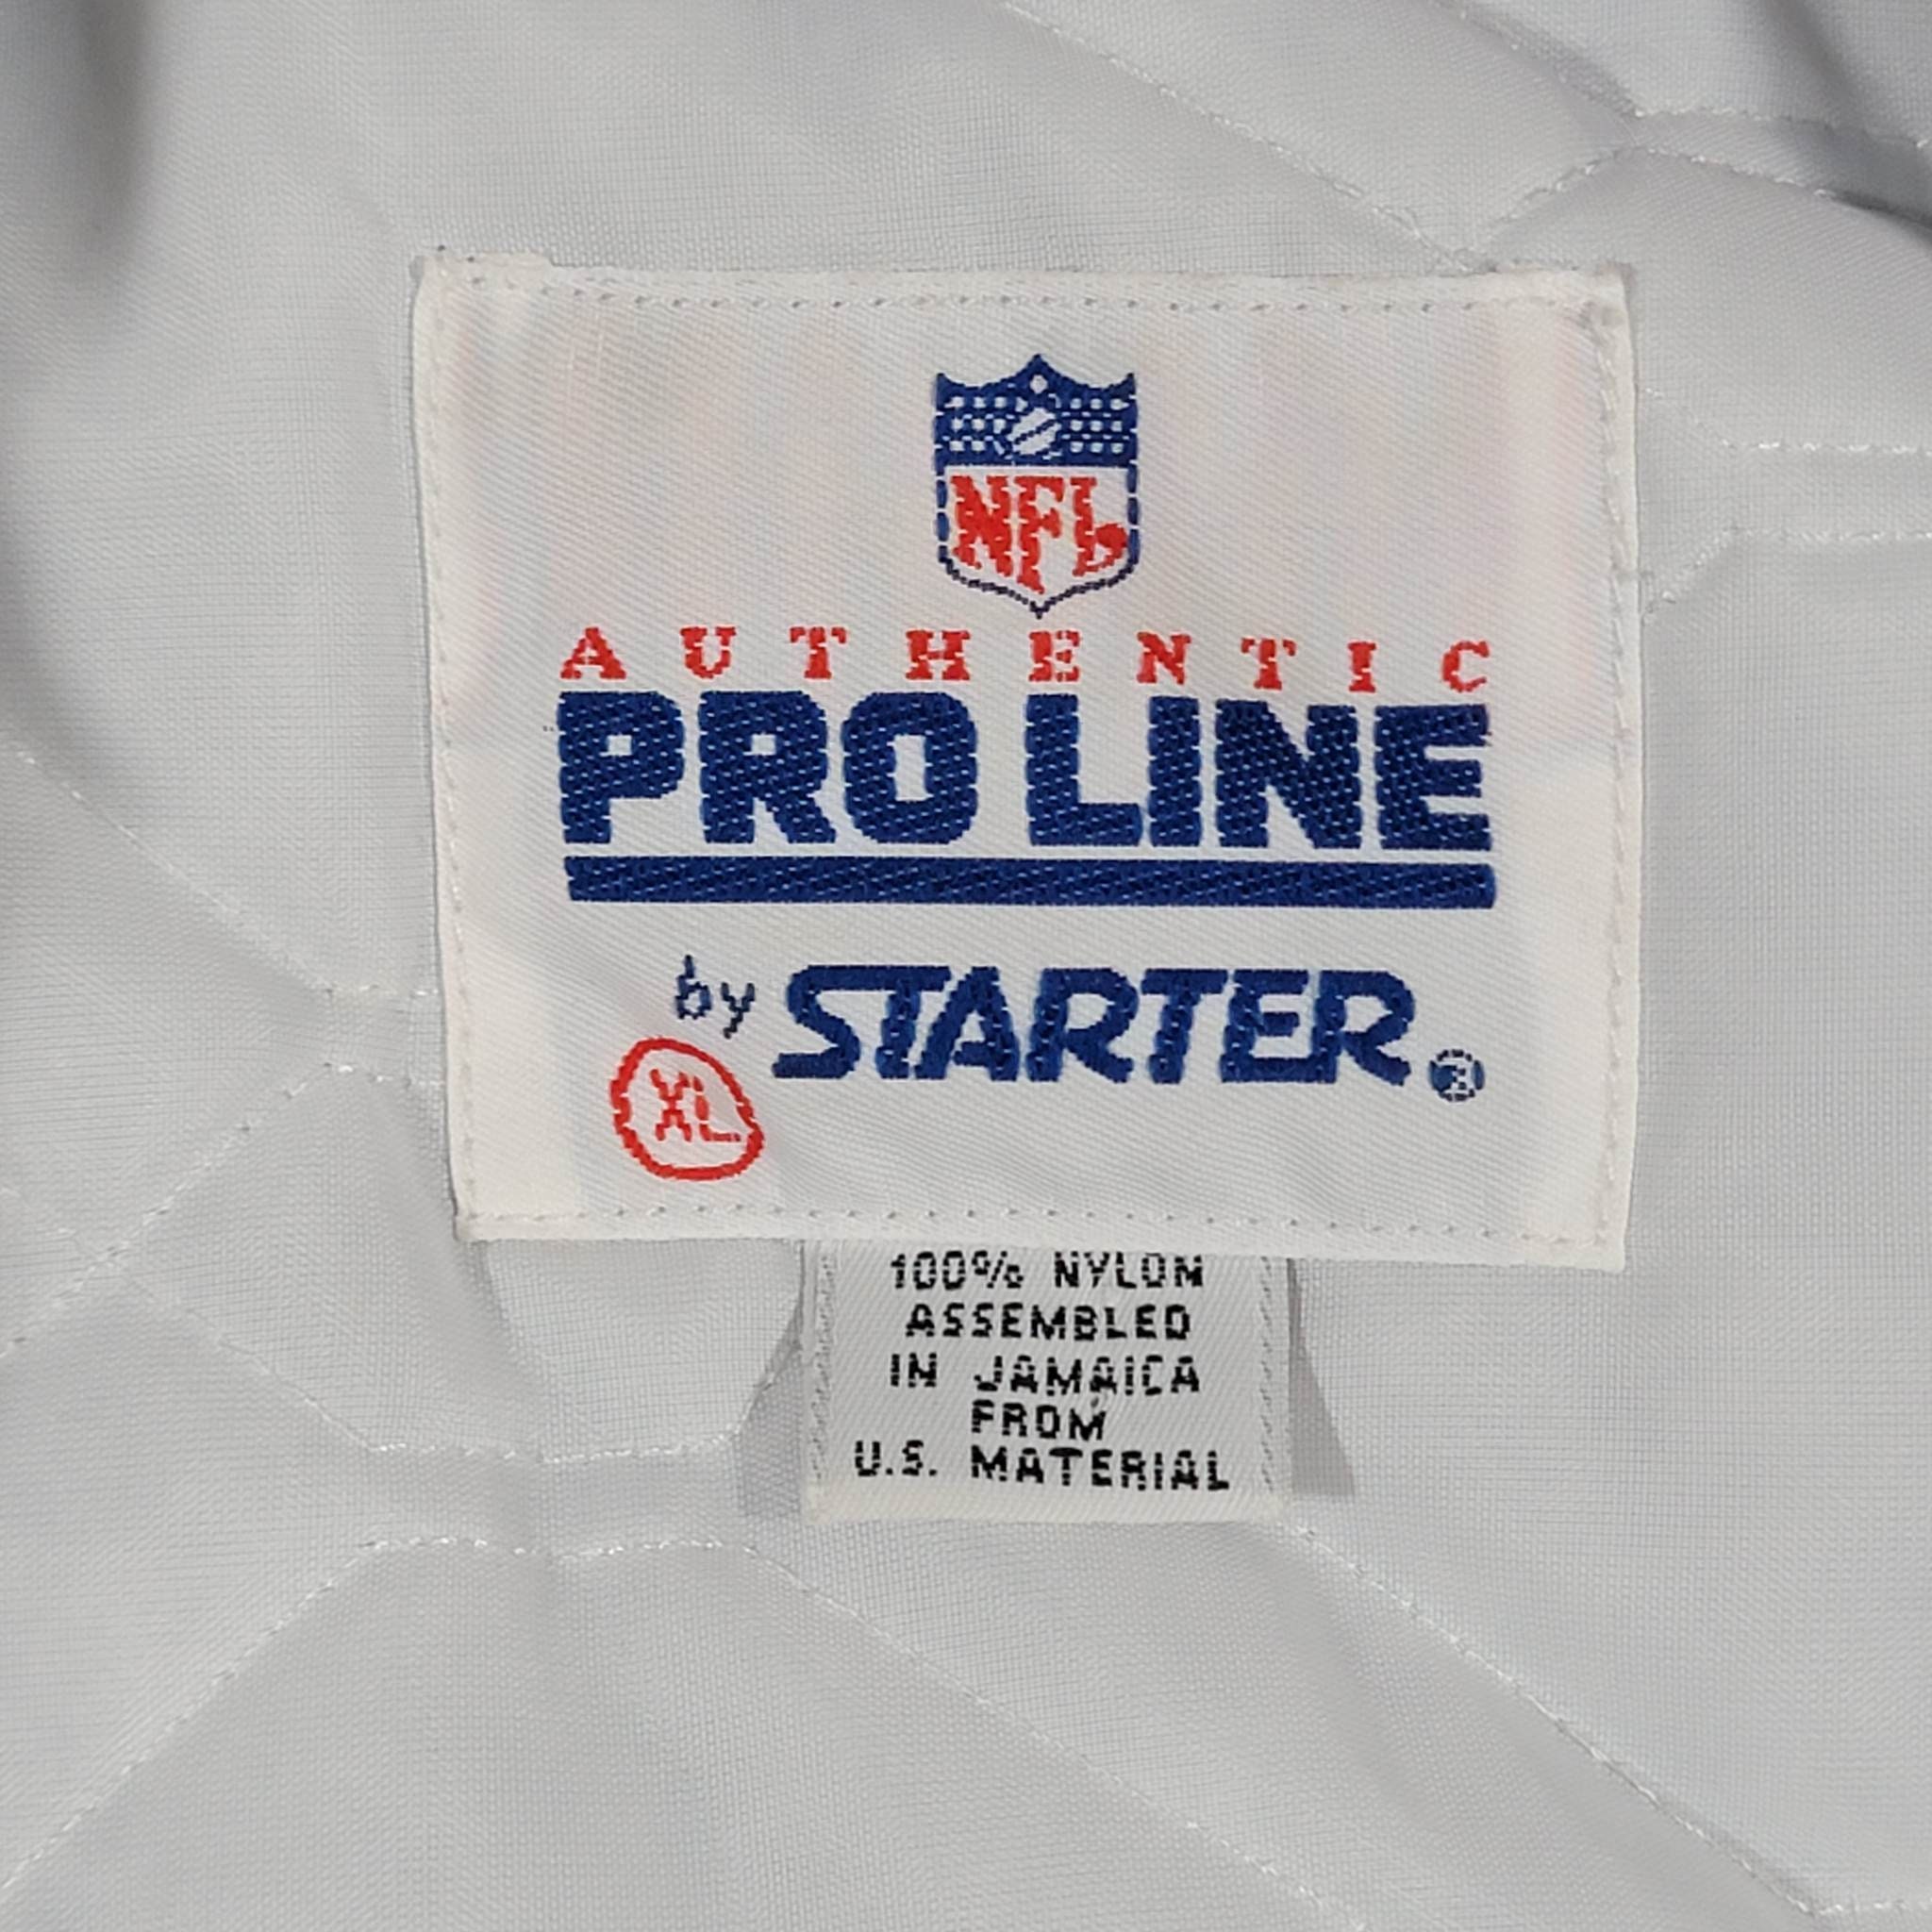 NFL
AUTHENTIC
PRO LINE
by STARTER®
XL
100% NYLON
ASSEMBLED
IN JAMAICA
FROM
U.S. MATERIAL